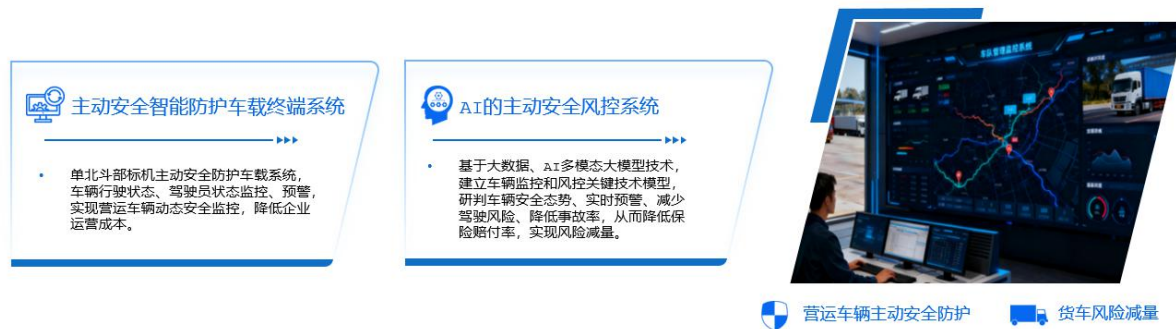 主动安全智能防护车载终端系统
单北斗部标机主动安全防护车载系统，
车辆行驶状态、驾驶员状态监控、预警，
实现营运车辆动态安全监控，降低企业
运营成本。
AI的主动安全风控系统
基于大数据、AI多模态大模型技术，
建立车辆监控和风控关键技术模型，
研判车辆安全态势、实时预警、减少
驾驶风险、降低事故率，从而降低保
险赔付率，实现风险减量。
车队管理监控系统
营运车辆主动安全防护
货车风险减量